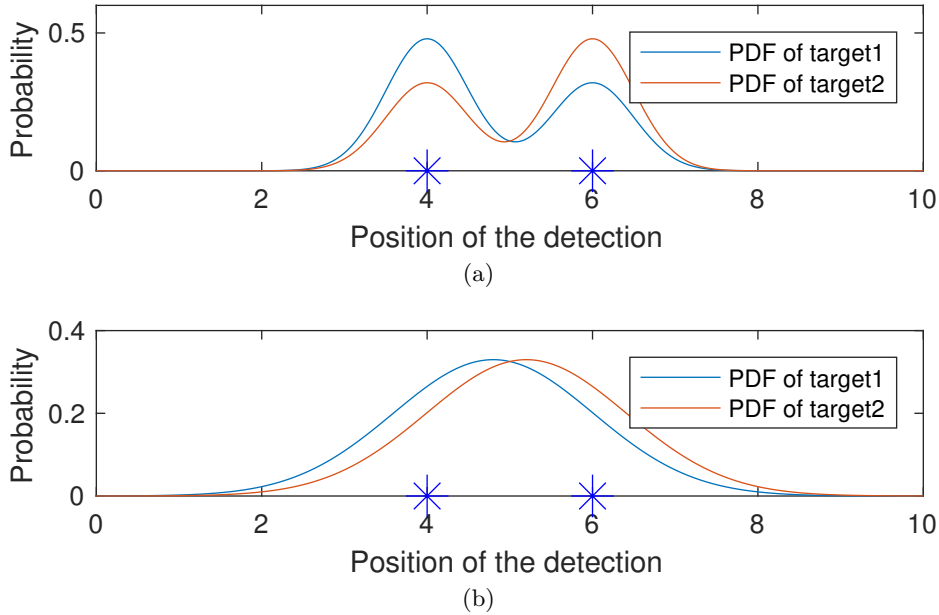 Probability
0.5
0
PDF of target1
PDF of target2
0 2 4 6 8 10
Position of the detection
(a)
Probability
0.4
0.2
0
PDF of target1
PDF of target2
0 2 4 6 8 10
Position of the detection
(b)